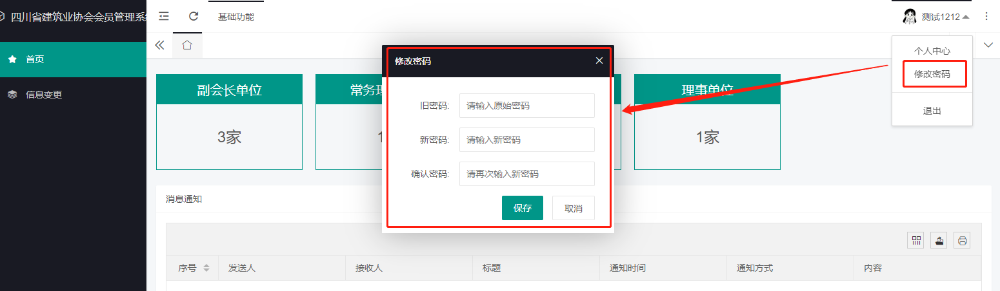 四川省建筑业协会会员管理系统
基础功能
测试1212
个人中心
修改密码
退出
首页
信息变更
修改密码
旧密码: 请输入原始密码
新密码: 请输入新密码
确认密码: 请再次输入新密码
保存 取消
副会长单位
3家
常务理
1
理事单位
1家
消息通知
序号 发送人 接收人 标题 通知时间 通知方式 内容